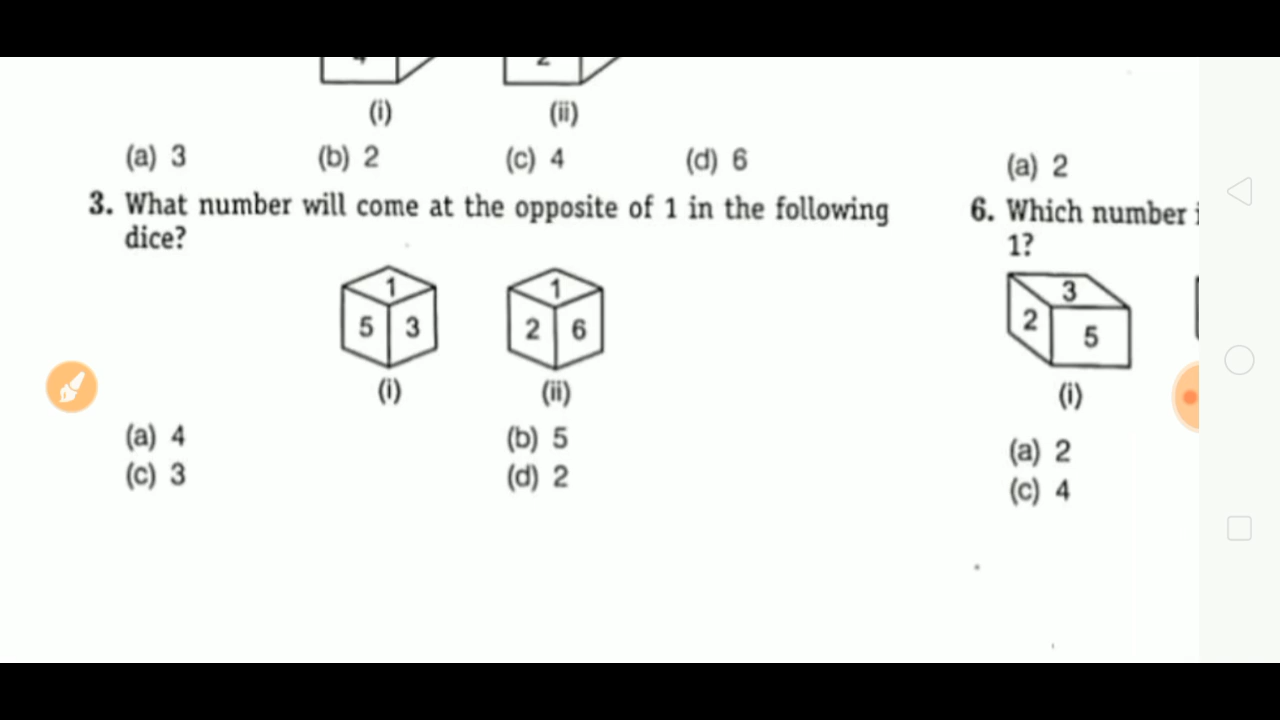 (i) (ii)
(a) 3 (b) 2 (c) 4 (d) 6
3. What number will come at the opposite of 1 in the following
dice?
1 5 3
1 2 6
(i) (ii)
(a) 4 (b) 5
(c) 3 (d) 2
(a) 2
6. Which number
1?
3 2 5
(i)
(a) 2
(c) 4